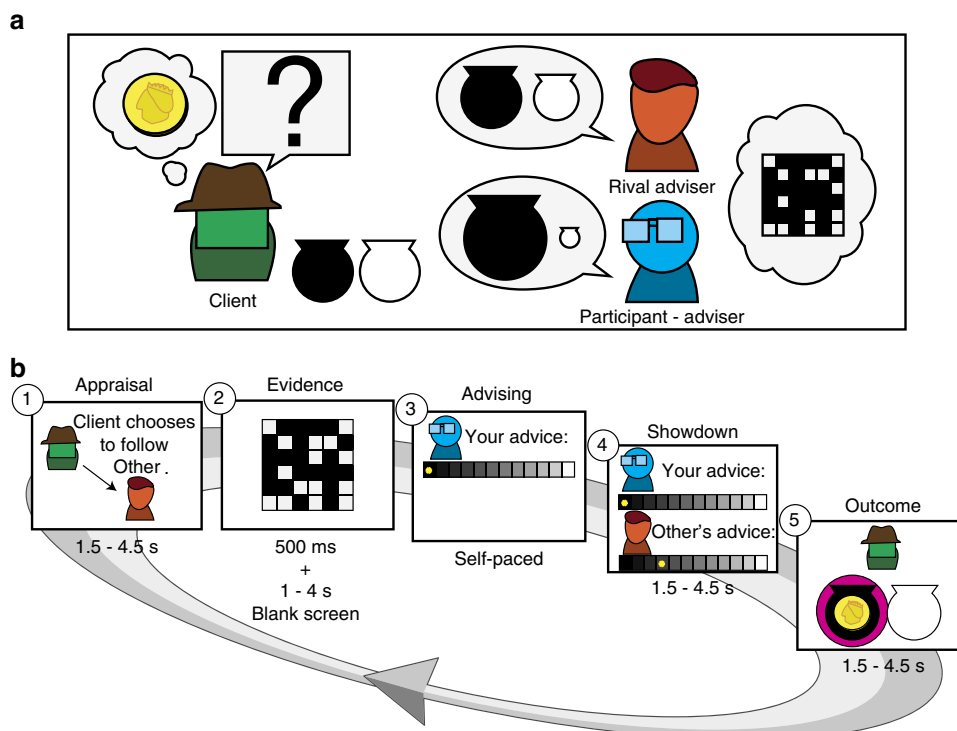 a
?
Rival adviser
Client
Participant - adviser
b
1
Appraisal
Client chooses
to follow
Other .
1.5 - 4.5 s
2
Evidence
500 ms
+
1 - 4 s
Blank screen
3
Advising
Your advice:
Self-paced
4
Showdown
Your advice:
Other's advice:
1.5 - 4.5 s
5
Outcome
1.5 - 4.5 s